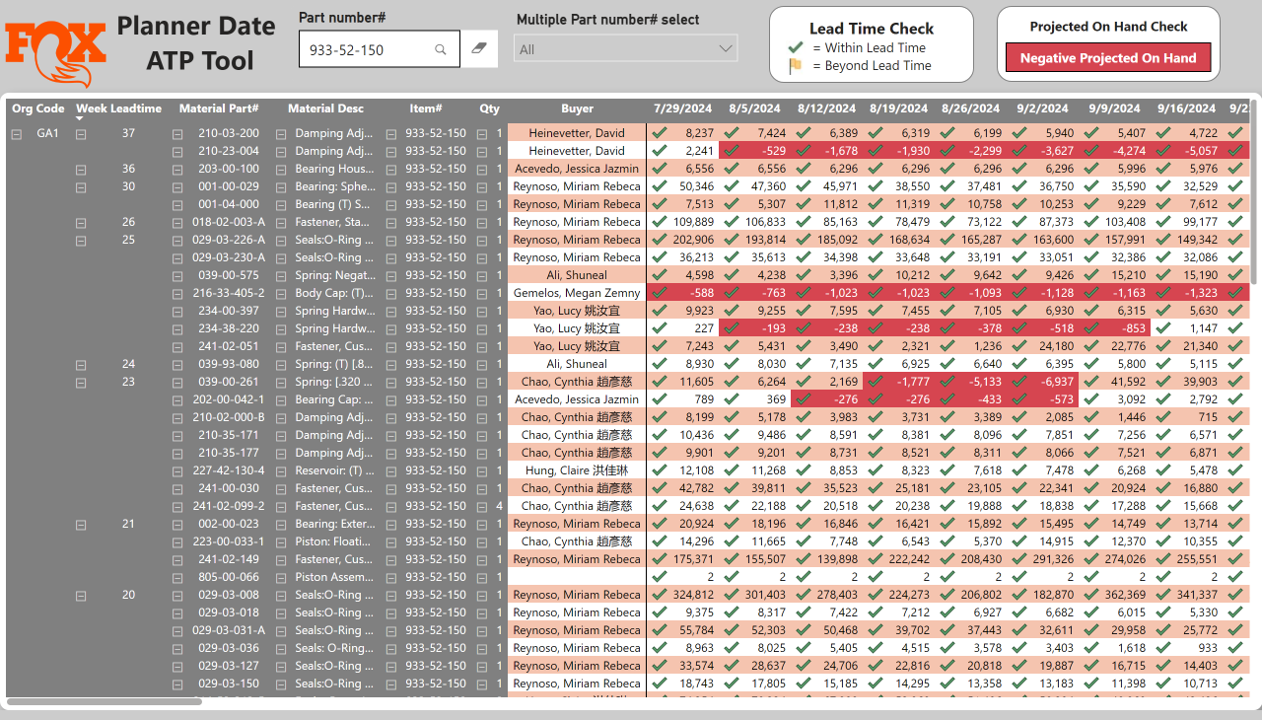 FOX
Planner Date
ATP Tool
Part number#
933-52-150
Multiple Part number# select
All
Lead Time Check
= Within Lead Time
= Beyond Lead Time
Projected On Hand Check
Negative Projected On Hand
Org Code Week Leadtime Material Part# Material Desc Item# Qty Buyer 7/29/2024 8/5/2024 8/12/2024 8/19/2024 8/26/2024 9/2/2024 9/9/2024 9/16/2024
GA1 37 210-03-200 Damping Adj... 933-52-150 1 Heinevetter, David 8,237 7,424 6,389 6,319 6,199 5,940 5,407 4,722
210-23-004 Damping Adj... 933-52-150 1 Heinevetter, David 2,241 -529 -1,678 -1,930 -2,299 -3,627 -4,274 -5,057
36 203-00-100 Bearing Hous... 933-52-150 1 Acevedo, Jessica Jazmin 6,556 6,556 6,296 6,296 6,296 6,296 5,996 5,976
30 001-00-029 Bearing: Sphe... 933-52-150 1 Reynoso, Miriam Rebeca 50,346 47,360 45,971 38,550 37,481 36,750 35,590 32,529
001-04-000 Bearing (T) S... 933-52-150 1 Reynoso, Miriam Rebeca 7,513 5,307 11,812 11,319 10,758 10,253 9,229 7,612
26 018-02-003-A Fastener, Sta... 933-52-150 1 Reynoso, Miriam Rebeca 109,889 106,833 85,163 78,479 73,122 87,373 103,408 99,177
25 029-03-226-A Seals:O-Ring ... 933-52-150 1 Reynoso, Miriam Rebeca 202,906 193,814 185,092 168,634 165,287 163,600 157,991 149,342
029-03-230-A Seals:O-Ring ... 933-52-150 1 Reynoso, Miriam Rebeca 36,213 35,613 34,398 33,648 33,191 33,051 32,386 32,086
039-00-575 Spring: Negat... 933-52-150 1 Ali, Shuneal 4,598 4,238 3,396 10,212 9,642 9,426 15,210 15,190
216-33-405-2 Body Cap: (T)... 933-52-150 1 Gemelos, Megan Zemny -588 -763 -1,023 -1,023 -1,093 -1,128 -1,163 -1,323
234-00-397 Spring Hardw... 933-52-150 1 Yao, Lucy 姚汝宜 9,923 9,255 7,595 7,455 7,105 6,930 6,315 5,630
234-38-220 Spring Hardw... 933-52-150 1 Yao, Lucy 姚汝宜 227 -193 -238 -238 -378 -518 -853 1,147
241-02-051 Fastener, Cus... 933-52-150 1 Yao, Lucy 姚汝宜 7,243 5,431 3,490 2,321 1,236 24,180 22,776 21,340
24 039-93-080 Spring: (T) [.8... 933-52-150 1 Ali, Shuneal 8,930 8,030 7,135 6,925 6,640 6,395 5,800 5,115
23 039-00-261 Spring: [.320 ... 933-52-150 1 Chao, Cynthia 趙彥慈 11,605 6,264 2,169 -1,777 -5,133 -6,937 41,592 39,903
202-00-042-1 Bearing Cap: ... 933-52-150 1 Acevedo, Jessica Jazmin 789 369 -276 -276 -433 -573 3,092 2,792
210-02-000-B Damping Adj... 933-52-150 1 Chao, Cynthia 趙彥慈 8,199 5,178 3,983 3,731 3,389 2,085 1,446 715
210-35-171 Damping Adj... 933-52-150 1 Chao, Cynthia 趙彥慈 10,436 9,486 8,591 8,381 8,096 7,851 7,256 6,571
210-35-177 Damping Adj... 933-52-150 1 Chao, Cynthia 趙彥慈 9,901 9,201 8,731 8,521 8,311 8,066 7,521 6,871
227-42-130-4 Reservoir: (T) ... 933-52-150 1 Hung, Claire 洪佳琳 12,108 11,268 8,853 8,323 7,618 7,478 6,268 5,478
241-00-030 Fastener, Cus... 933-52-150 1 Chao, Cynthia 趙彥慈 42,782 39,811 35,523 25,181 23,105 22,341 20,924 16,880
241-02-099-2 Fastener, Cus... 933-52-150 4 Chao, Cynthia 趙彥慈 24,638 22,188 20,518 20,238 19,888 18,838 17,288 15,668
21 002-00-023 Bearing: Exter... 933-52-150 1 Reynoso, Miriam Rebeca 20,924 18,196 16,846 16,421 15,892 15,495 14,749 13,714
223-00-033-1 Piston: Floati... 933-52-150 1 Chao, Cynthia 趙彥慈 14,296 11,665 7,748 6,543 5,370 14,915 12,370 10,355
241-02-149 Fastener, Cus... 933-52-150 1 Reynoso, Miriam Rebeca 175,371 155,507 139,898 222,242 208,430 291,326 274,026 255,551
805-00-066 Piston Assem... 933-52-150 1 2 2 2 2 2 2 2 2
20 029-03-008 Seals:O-Ring ... 933-52-150 1 Reynoso, Miriam Rebeca 324,812 301,403 278,403 224,273 206,802 182,870 362,369 341,337
029-03-018 Seals:O-Ring ... 933-52-150 1 Reynoso, Miriam Rebeca 9,375 8,317 7,422 7,212 6,927 6,682 6,015 5,330
029-03-031-A Seals:O-Ring ... 933-52-150 1 Reynoso, Miriam Rebeca 55,784 52,303 50,468 39,702 37,443 32,611 29,958 25,772
029-03-036 Seals: O-Ring... 933-52-150 1 Reynoso, Miriam Rebeca 8,963 8,025 5,405 4,515 3,578 3,403 1,618 933
029-03-127 Seals:O-Ring ... 933-52-150 1 Reynoso, Miriam Rebeca 33,574 28,637 24,706 22,816 20,818 19,887 16,715 14,403
029-03-150 Seals:O-Ring ... 933-52-150 1 Reynoso, Miriam Rebeca 18,743 17,805 15,185 14,295 13,358 13,183 11,398 10,713